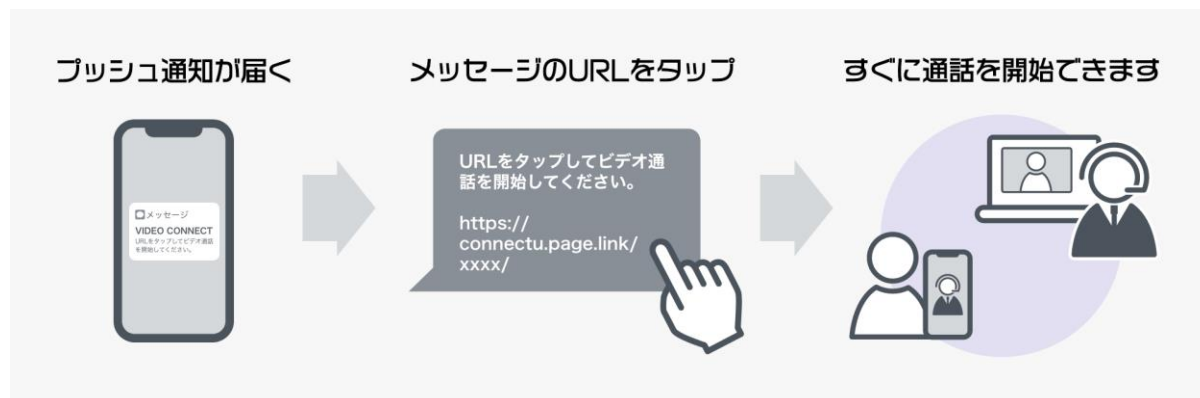 プッシュ通知が届く
メッセージのURLをタップ
すぐに通話を開始できます
メッセージ
VIDEO CONNECT
URLをタップしてビデオ通話
を開始してください。
URLをタップしてビデオ通
話を開始してください。
https://
connectu.page.link/
xxxx/